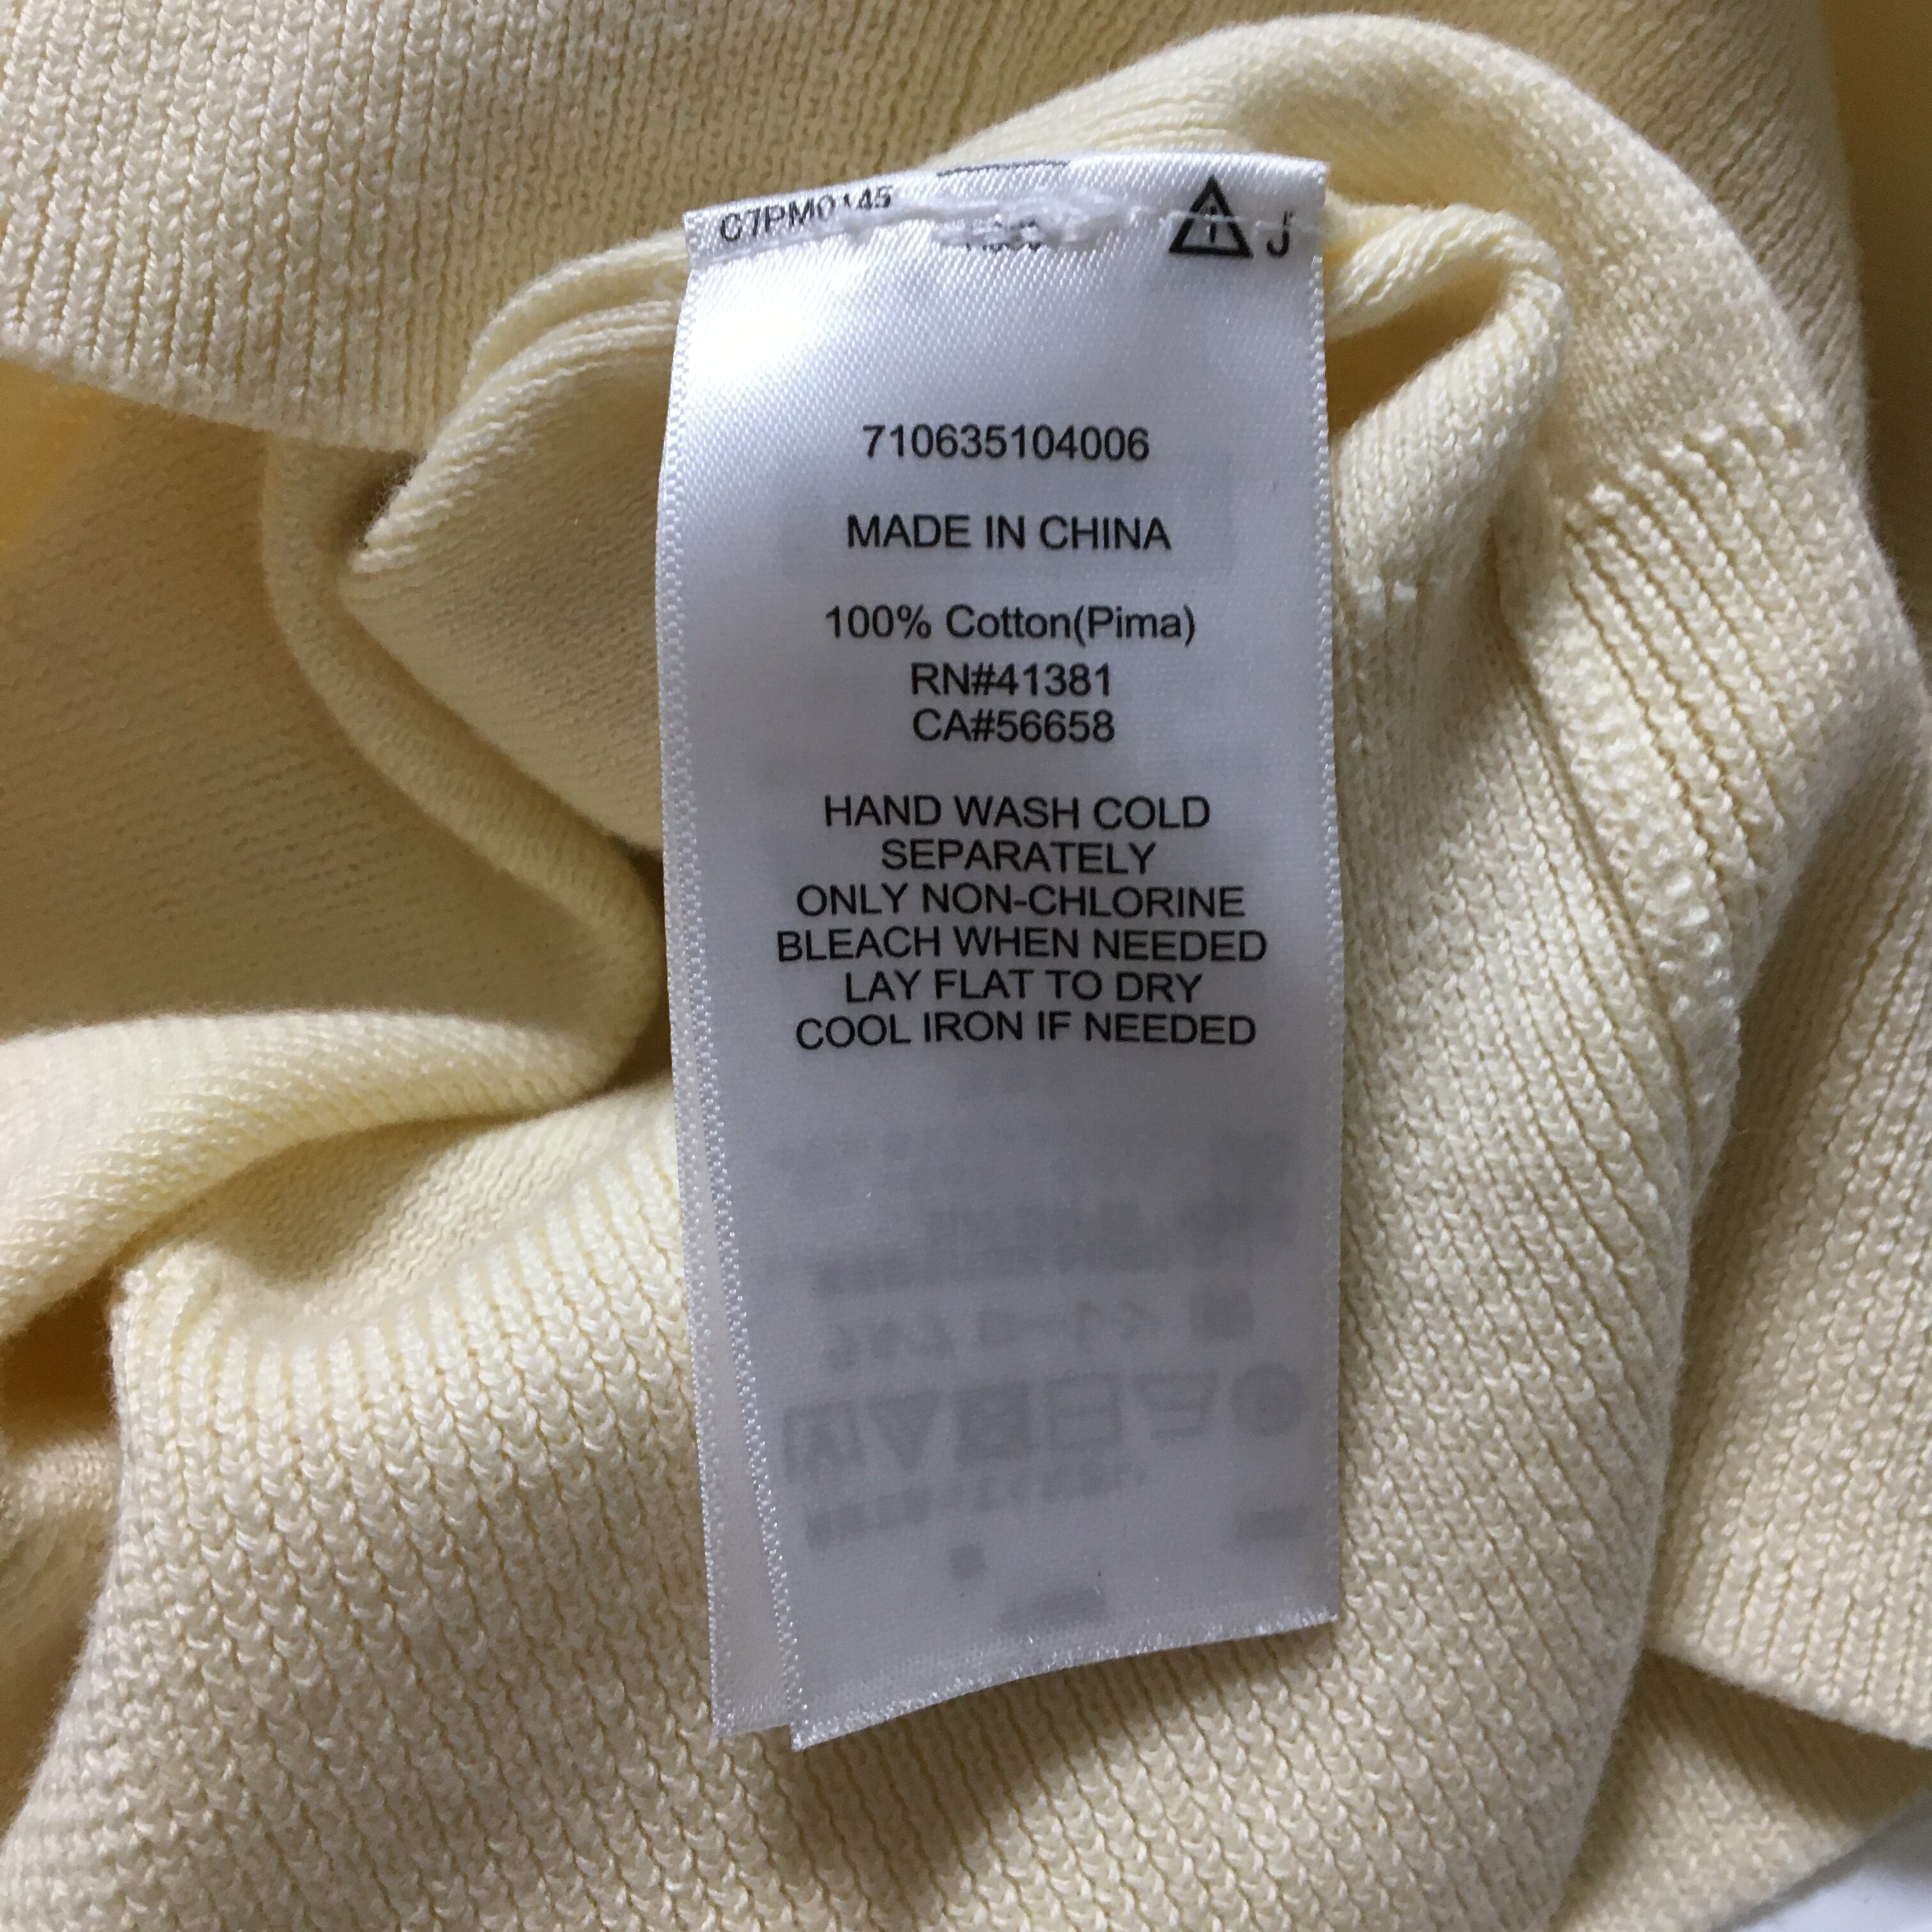 J
710635104006
MADE IN CHINA
100% Cotton(Pima)
RN#41381
CA#56658
HAND WASH COLD
SEPARATELY
ONLY NON-CHLORINE
BLEACH WHEN NEEDED
LAY FLAT TO DRY
COOL IRON IF NEEDED